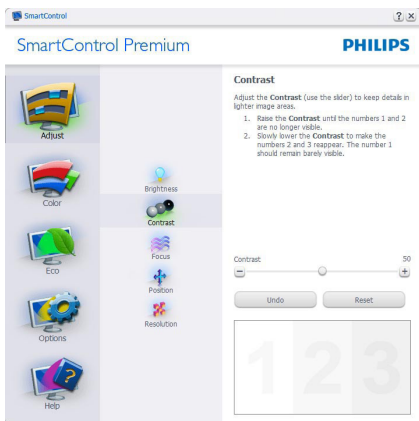 SmartControl
? x
SmartControl Premium
PHILIPS
Adjust
Color
Eco
Options
Help
Brightness
Contrast
Focus
Position
Resolution
Contrast
Adjust the Contrast (use the slider) to keep details in
lighter image areas.
1. Raise the Contrast until the numbers 1 and 2
are no longer visible.
2. Slowly lower the Contrast to make the
numbers 2 and 3 reappear. The number 1
should remain barely visible.
Contrast 50
− +
Undo Reset
1 2 3